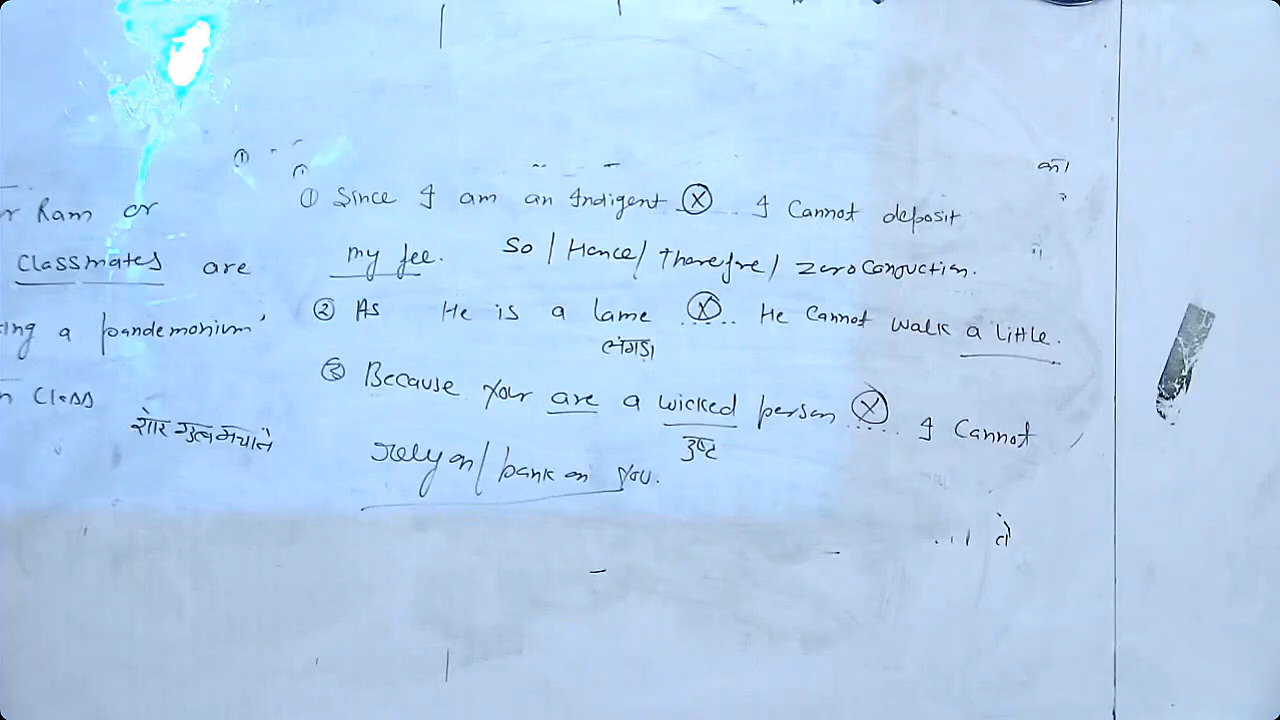 ①
① Since I am an Indigent ⓧ .. I Cannot deposit
my fee. So / Hence / therefore / zero Conjuction.
② As He is a lame ⓧ .... He Cannot walk a little.
लंगड़ा
③ Because your are a wicked person ⓧ .... I Cannot
दुष्ट
rely on / bank on you.
Ram or
Classmates are
ing a pandemonium'
Class